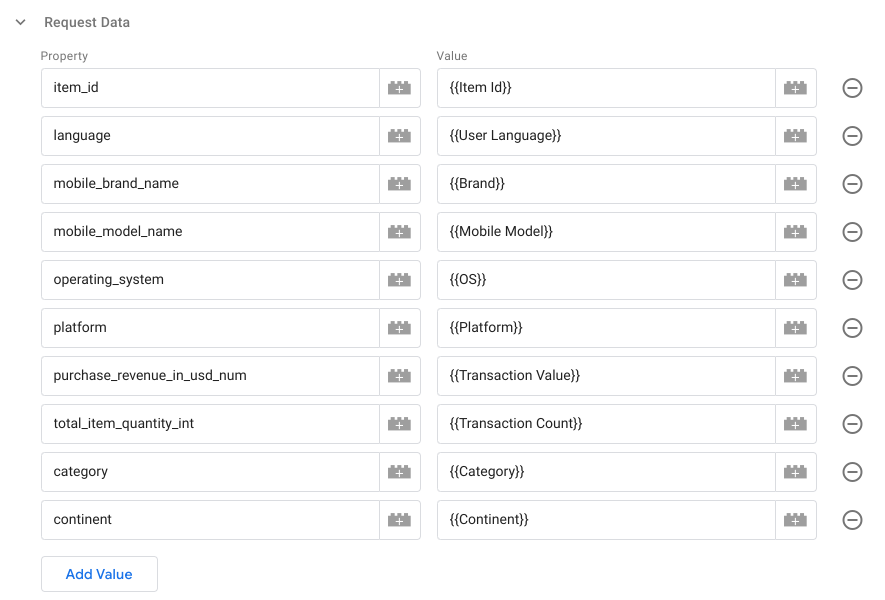 Request Data
Property Value
item_id {{Item Id}}
language {{User Language}}
mobile_brand_name {{Brand}}
mobile_model_name {{Mobile Model}}
operating_system {{OS}}
platform {{Platform}}
purchase_revenue_in_usd_num {{Transaction Value}}
total_item_quantity_int {{Transaction Count}}
category {{Category}}
continent {{Continent}}
Add Value